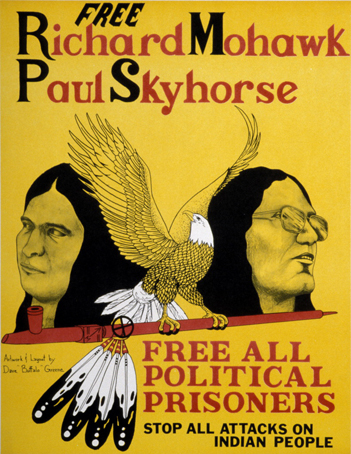 FREE
Richard Mohawk
Paul Skyhorse
Artwork & Layout by
Dave "Buffalo" Greene
FREE ALL
POLITICAL
PRISONERS
STOP ALL ATTACKS ON
INDIAN PEOPLE